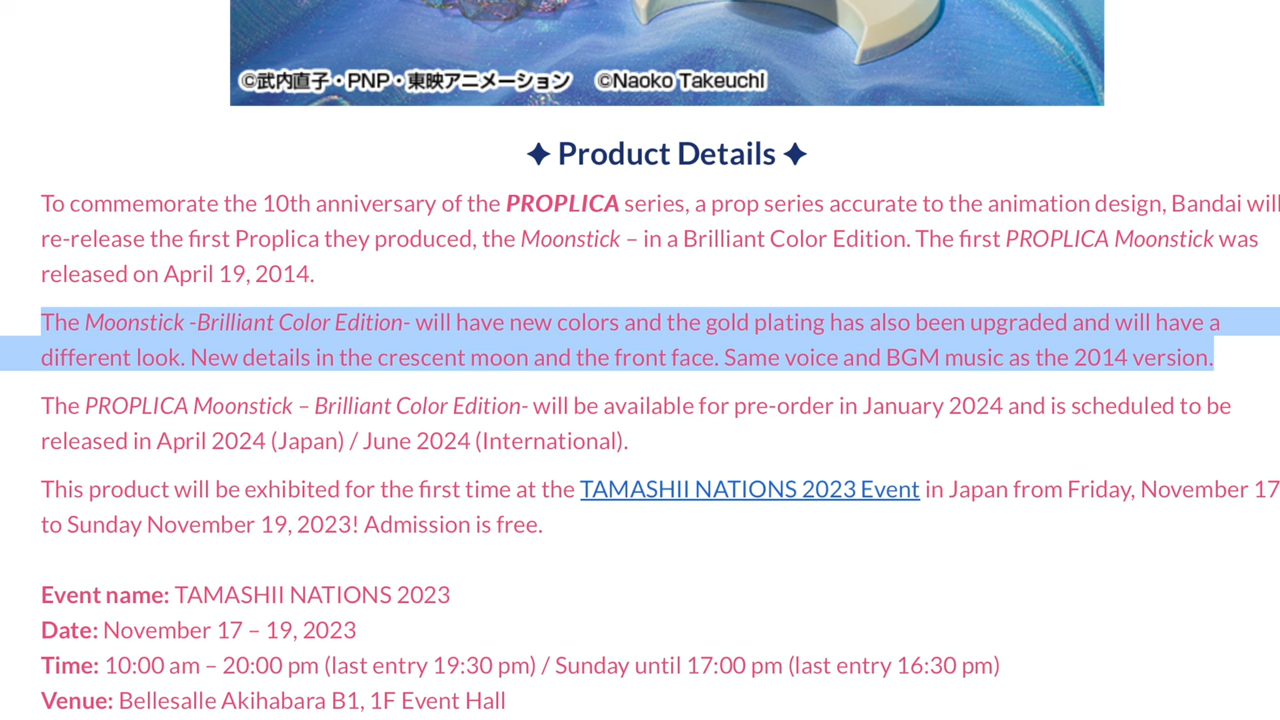 ©武内直子・PNP・東映アニメーション ©Naoko Takeuchi
✦ Product Details ✦
To commemorate the 10th anniversary of the PROPLICA series, a prop series accurate to the animation design, Bandai will
re-release the first Proplica they produced, the Moonstick – in a Brilliant Color Edition. The first PROPLICA Moonstick was
released on April 19, 2014.
The Moonstick -Brilliant Color Edition- will have new colors and the gold plating has also been upgraded and will have a
different look. New details in the crescent moon and the front face. Same voice and BGM music as the 2014 version.
The PROPLICA Moonstick – Brilliant Color Edition- will be available for pre-order in January 2024 and is scheduled to be
released in April 2024 (Japan) / June 2024 (International).
This product will be exhibited for the first time at the TAMASHII NATIONS 2023 Event in Japan from Friday, November 17
to Sunday November 19, 2023! Admission is free.
Event name: TAMASHII NATIONS 2023
Date: November 17 – 19, 2023
Time: 10:00 am – 20:00 pm (last entry 19:30 pm) / Sunday until 17:00 pm (last entry 16:30 pm)
Venue: Bellesalle Akihabara B1, 1F Event Hall